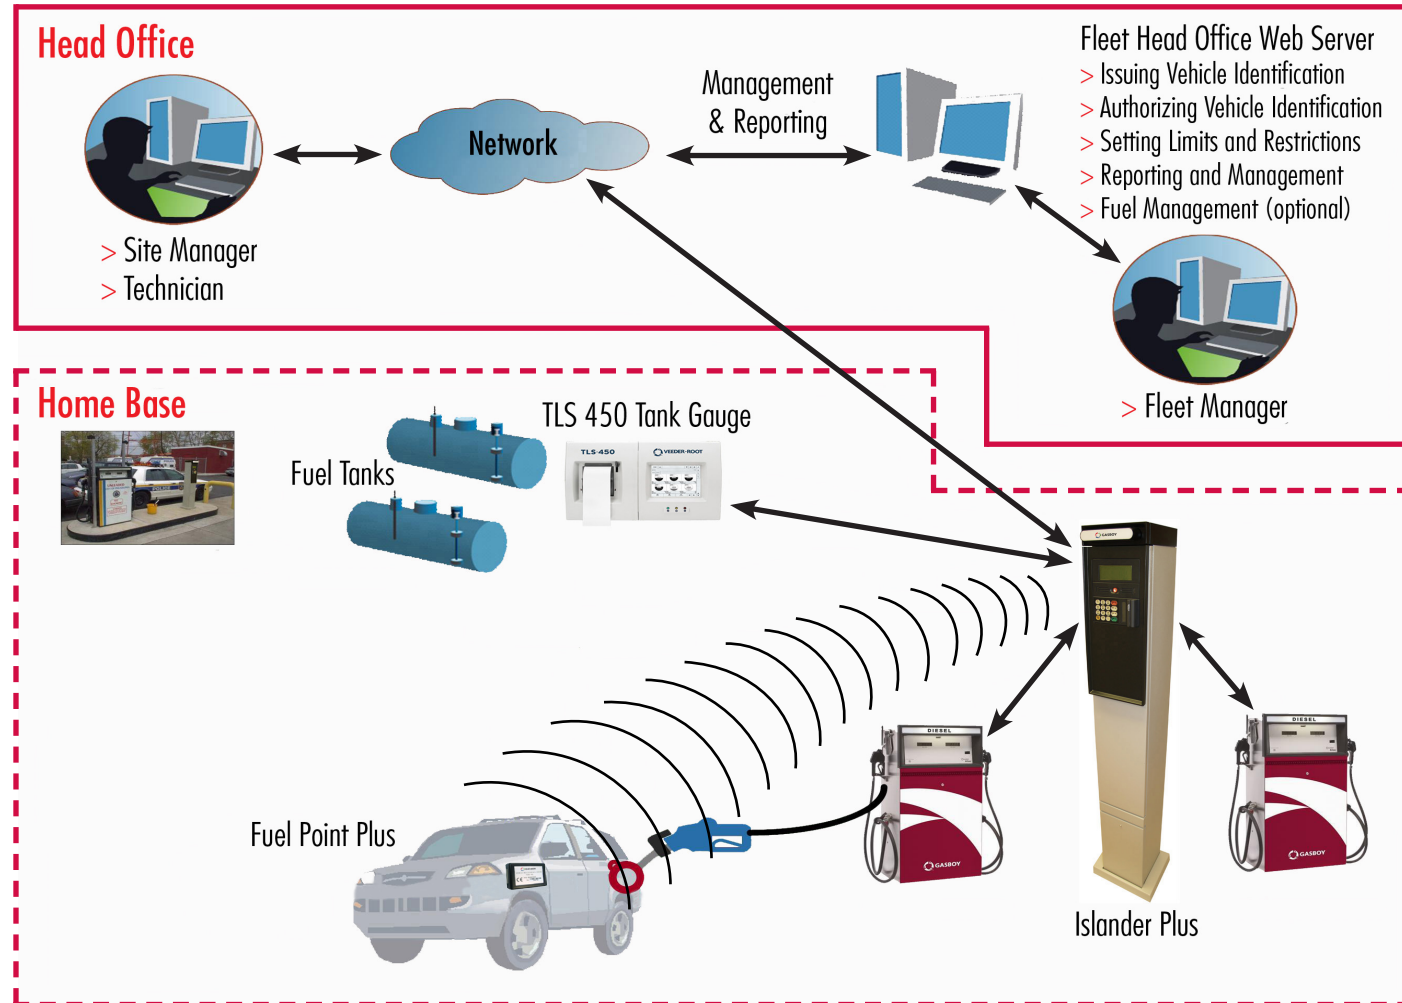 Head Office
Management
& Reporting
Network
Fleet Head Office Web Server
> Issuing Vehicle Identification
> Authorizing Vehicle Identification
> Setting Limits and Restrictions
> Reporting and Management
> Fuel Management (optional)
> Site Manager
> Technician
> Fleet Manager
Home Base
Fuel Tanks
TLS 450 Tank Gauge
TLS-450
VEEDER-ROOT
GASBOY
DIESEL
GASBOY
DIESEL
GASBOY
Fuel Point Plus
Islander Plus